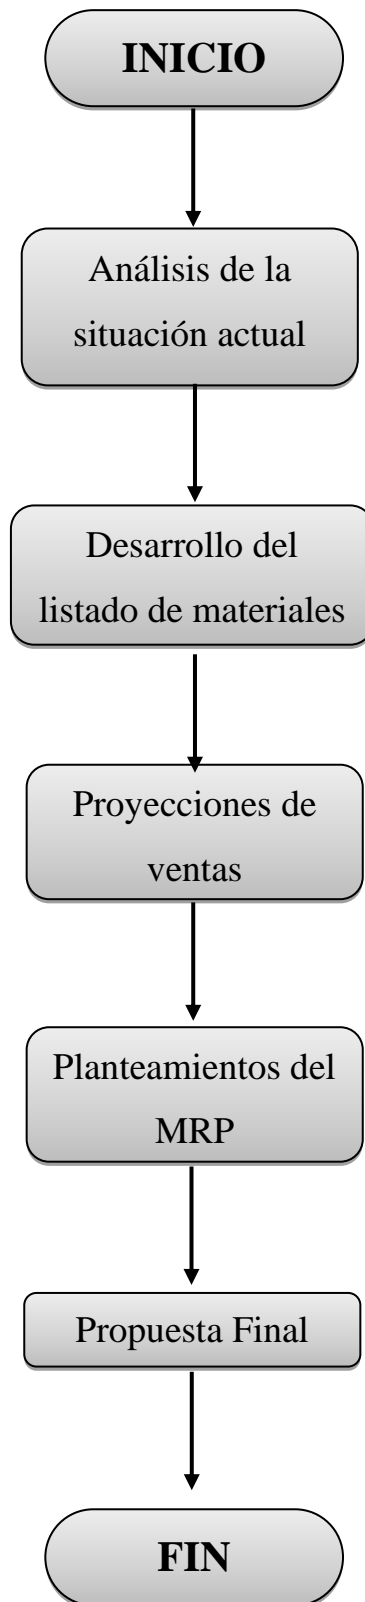 INICIO
Análisis de la
situación actual
Desarrollo del
listado de materiales
Proyecciones de
ventas
Planteamientos del
MRP
Propuesta Final
FIN